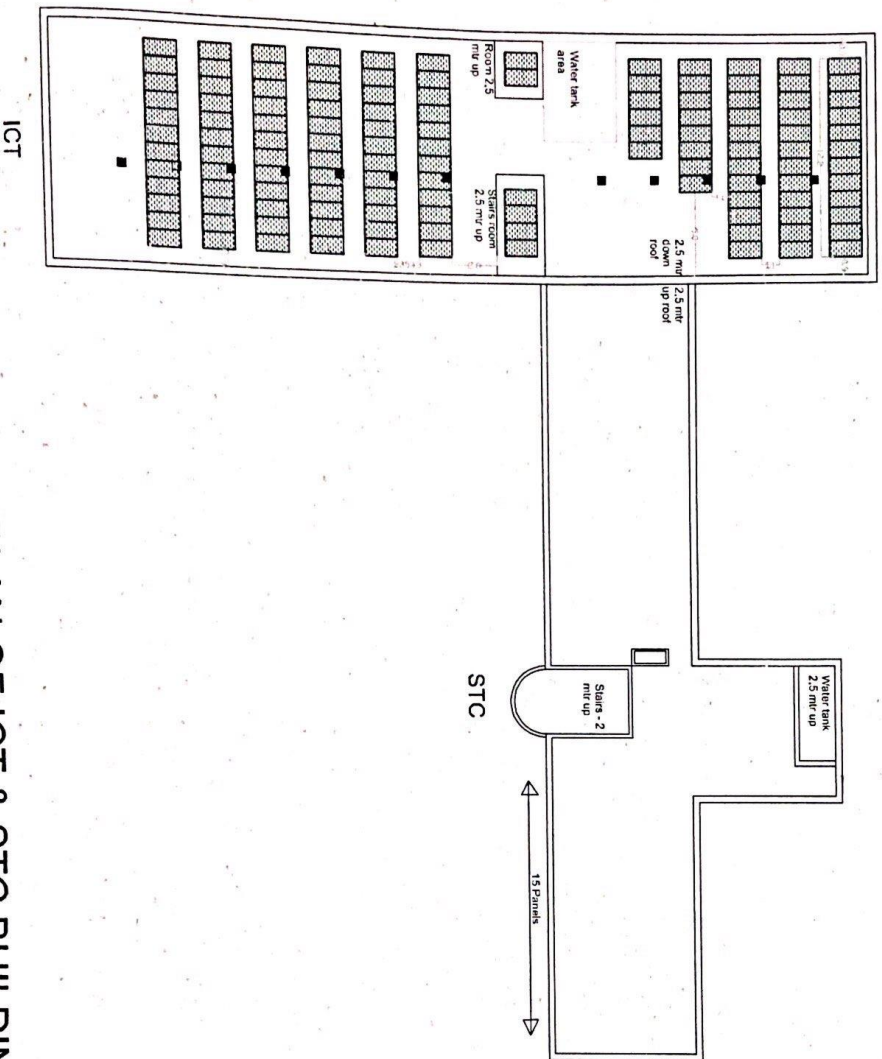 Water tank
area
Room 2.5
mtr up
Stairs room
2.5 mtr up
2.5 mtr
down
roof
2.5 mtr
up roof
ICT
Water tank
2.5 mtr up
Stairs - 2
mtr up
STC
15 Panels
OF ICT & STC BUILDIN